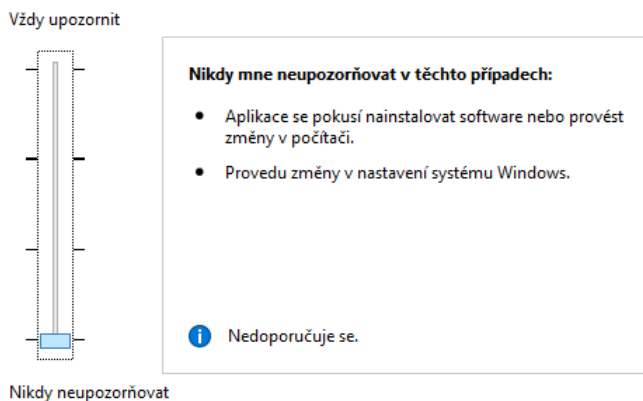 Vždy upozornit
Nikdy mne neupozorňovat v těchto případech:
Aplikace se pokusí nainstalovat software nebo provést
změny v počítači.
Provedu změny v nastavení systému Windows.
Nedoporučuje se.
Nikdy neupozorňovat